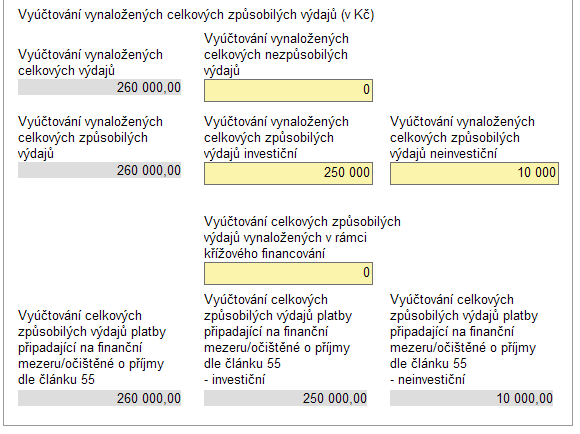 Vyúčtování vynaložených celkových způsobilých výdajů (v Kč)
Vyúčtování vynaložených
celkových výdajů
260 000,00
Vyúčtování vynaložených
celkových nezpůsobilých
výdajů
0
Vyúčtování vynaložených
celkových způsobilých
výdajů
260 000,00
Vyúčtování vynaložených
celkových způsobilých
výdajů investiční
250 000
Vyúčtování vynaložených
celkových způsobilých
výdajů neinvestiční
10 000
Vyúčtování celkových způsobilých
výdajů vynaložených v rámci
křížového financování
0
Vyúčtování celkových
způsobilých výdajů platby
připadající na finanční
mezeru/očištěné o příjmy
dle článku 55
260 000,00
Vyúčtování celkových
způsobilých výdajů platby
připadající na finanční
mezeru/očištěné o příjmy
dle článku 55
- investiční
250 000,00
Vyúčtování celkových
způsobilých výdajů platby
připadající na finanční
mezeru/očištěné o příjmy
dle článku 55
- neinvestiční
10 000,00